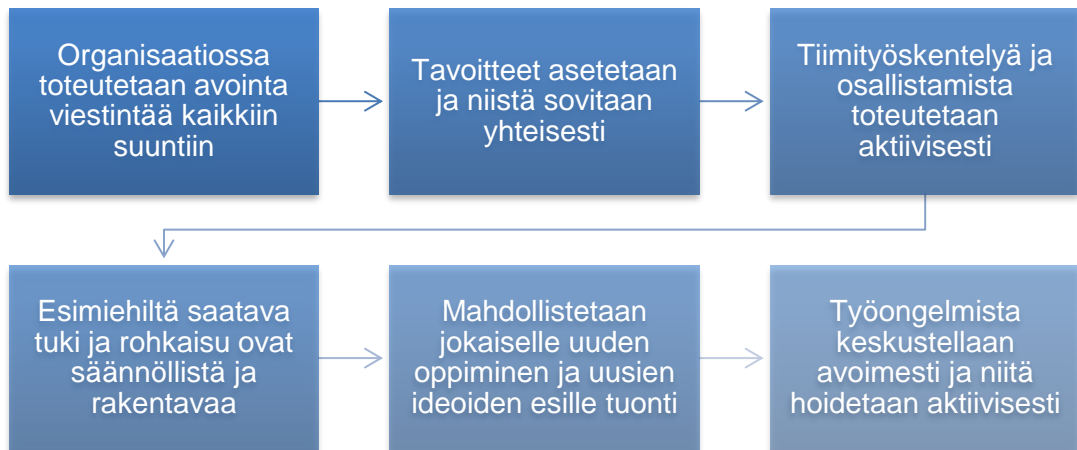 Organisaatiossa
toteutetaan avointa
viestintää kaikkiin
suuntiin
Tavoitteet asetetaan
ja niistä sovitaan
yhteisesti
Tiimityöskentelyä ja
osallistamista
toteutetaan
aktiivisesti
Esimiehiltä saatava
tuki ja rohkaisu ovat
säännöllistä ja
rakentavaa
Mahdollistetaan
jokaiselle uuden
oppiminen ja uusien
ideoiden esille tuonti
Työongelmista
keskustellaan
avoimesti ja niitä
hoidetaan aktiivisesti